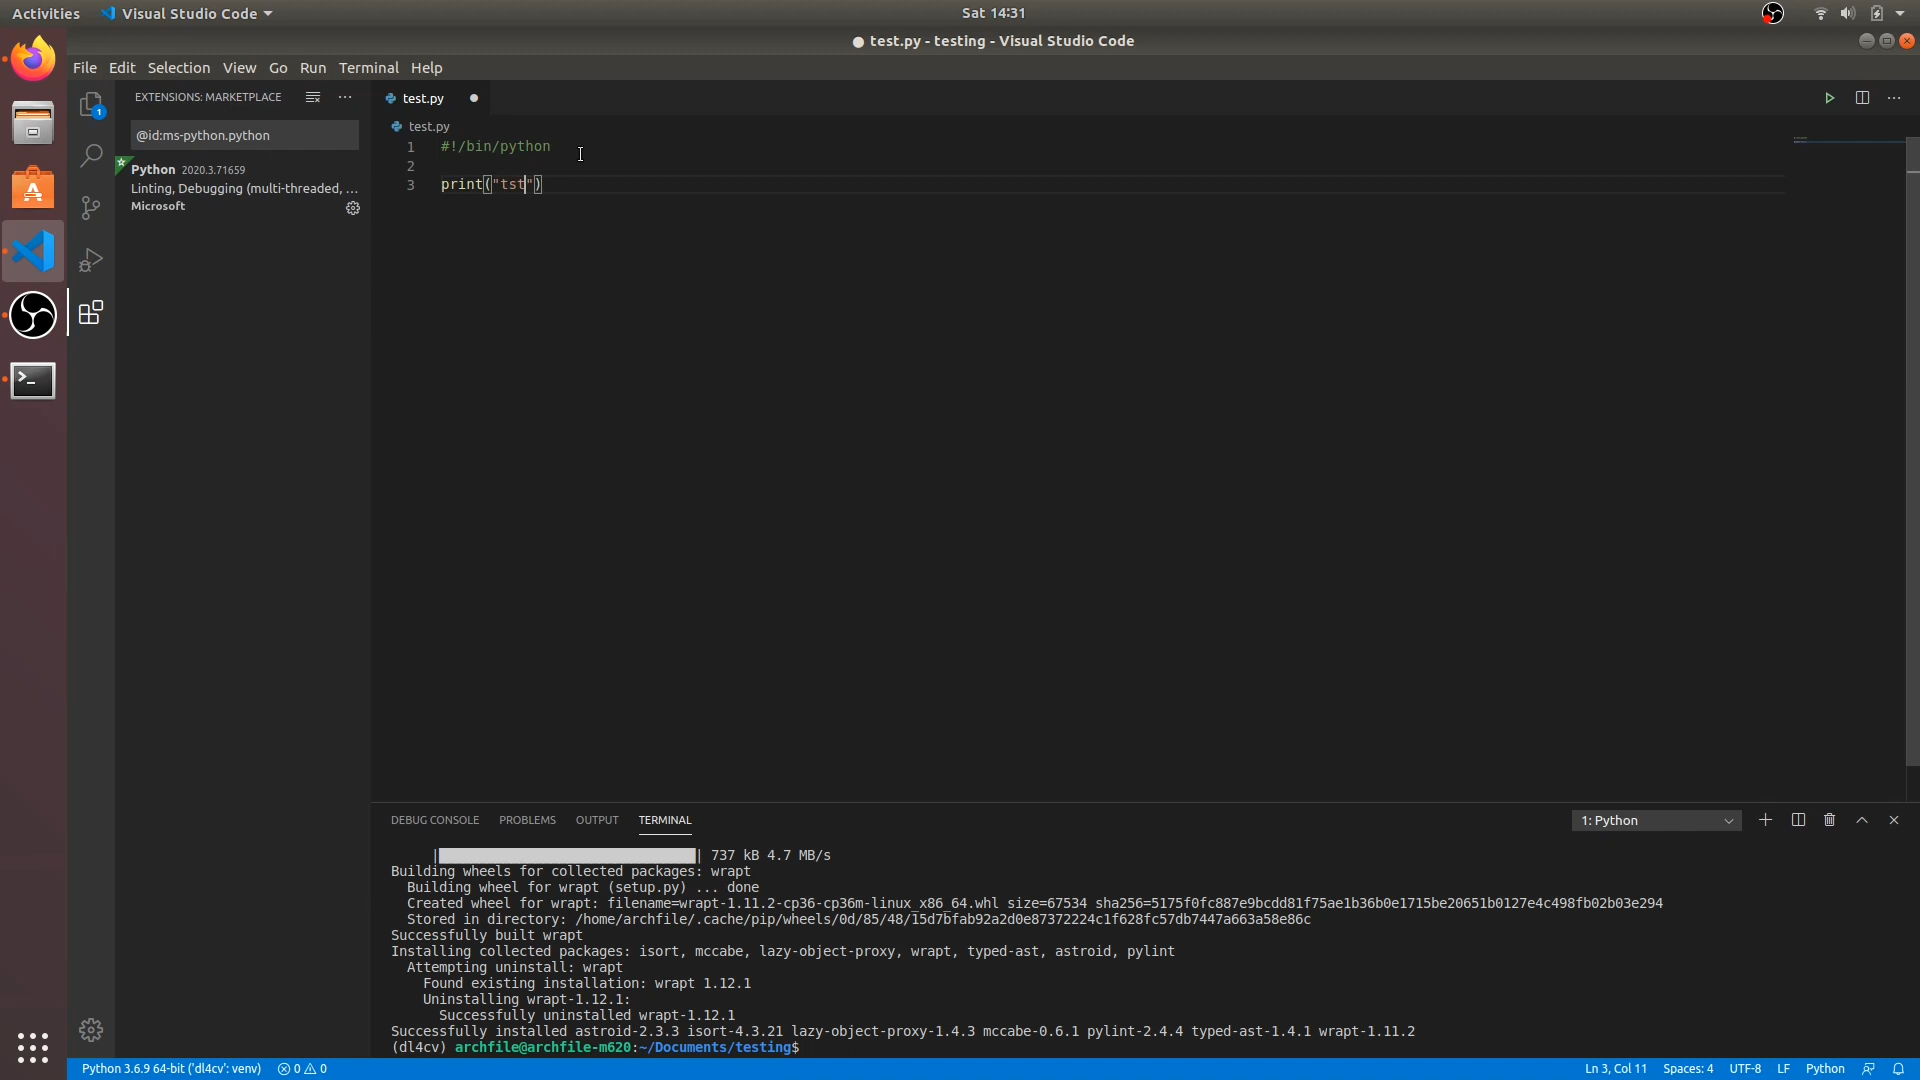 Activities
Visual Studio Code
Sat 14:31
● test.py - testing - Visual Studio Code
File Edit Selection View Go Run Terminal Help
EXTENSIONS: MARKETPLACE
@id:ms-python.python
Python 2020.3.71659
Linting, Debugging (multi-threaded, ...
Microsoft
1
test.py
test.py
1 #!/bin/python
2
3 print("tst")
DEBUG CONSOLE PROBLEMS OUTPUT TERMINAL
1: Python
737 kB 4.7 MB/s
Building wheels for collected packages: wrapt
Building wheel for wrapt (setup.py) ... done
Created wheel for wrapt: filename=wrapt-1.11.2-cp36-cp36m-linux_x86_64.whl size=67534 sha256=5175f0fc887e9bcdd81f75ae1b36b0e1715be20651b0127e4c498fb02b03e294
Stored in directory: /home/archfile/.cache/pip/wheels/0d/85/48/15d7bfab92a2d0e87372224c1f628fc57db7447a663a58e86c
Successfully built wrapt
Installing collected packages: isort, mccabe, lazy-object-proxy, wrapt, typed-ast, astroid, pylint
Attempting uninstall: wrapt
Found existing installation: wrapt 1.12.1
Uninstalling wrapt-1.12.1:
Successfully uninstalled wrapt-1.12.1
Successfully installed astroid-2.3.3 isort-4.3.21 lazy-object-proxy-1.4.3 mccabe-0.6.1 pylint-2.4.4 typed-ast-1.4.1 wrapt-1.11.2
(dl4cv) archfile@archfile-m620:~/Documents/testing$
Python 3.6.9 64-bit ('dl4cv': venv) 0 0
Ln 3, Col 11 Spaces: 4 UTF-8 LF Python